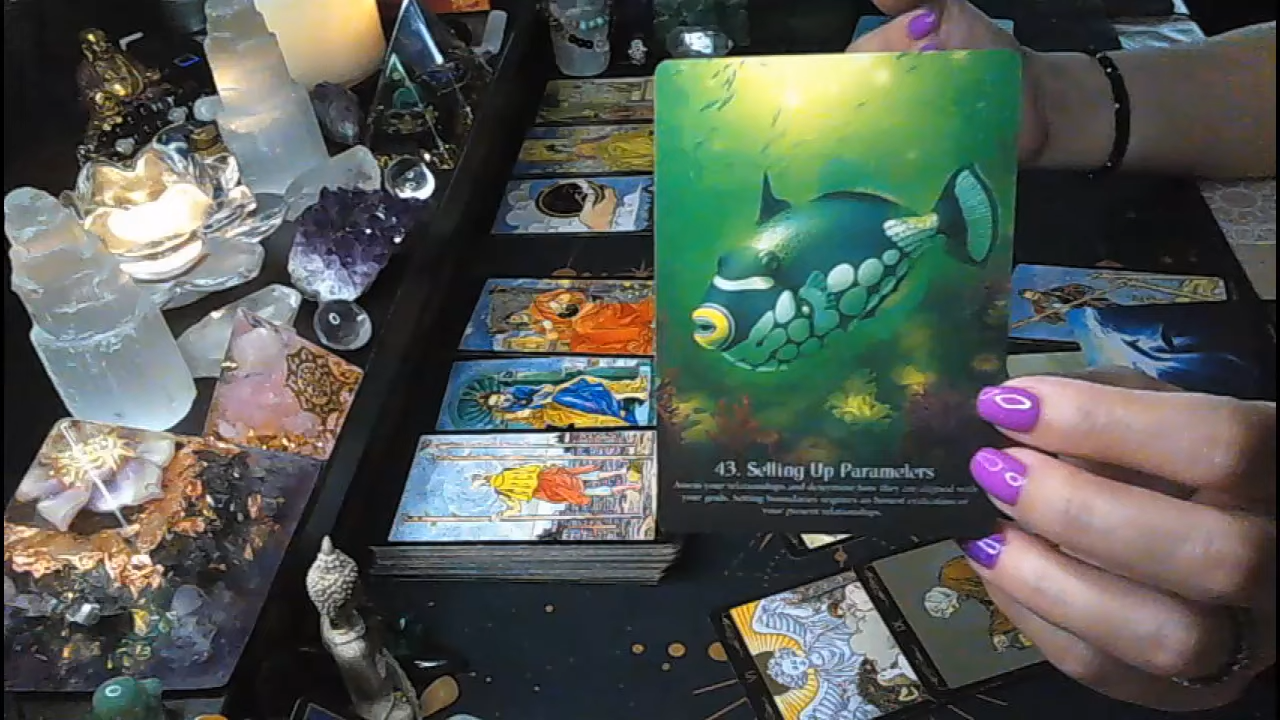 43. Setting Up Parameters
Assess your relationships and determine how they are aligned with
your goals. Setting boundaries requires an honest evaluation of
your present relationships.
IX